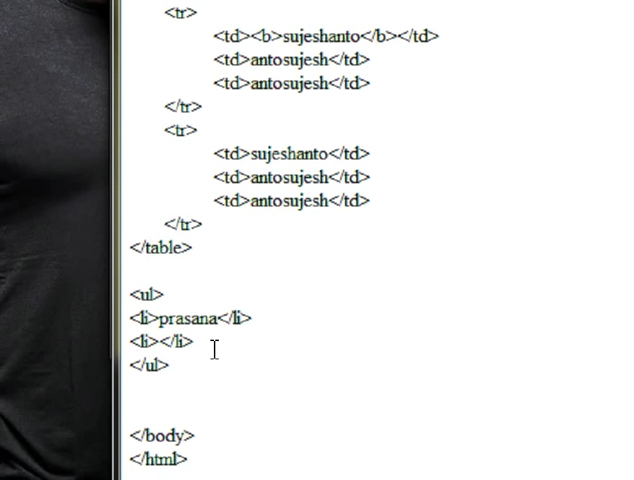 <tr>
<td><b>sujeshanto</b></td>
<td>antosujesh</td>
<td>antosujesh</td>
</tr>
<tr>
<td>sujeshanto</td>
<td>antosujesh</td>
<td>antosujesh</td>
</tr>
</table>
<ul>
<li>prasana</li>
<li></li>
</ul>
</body>
</html>